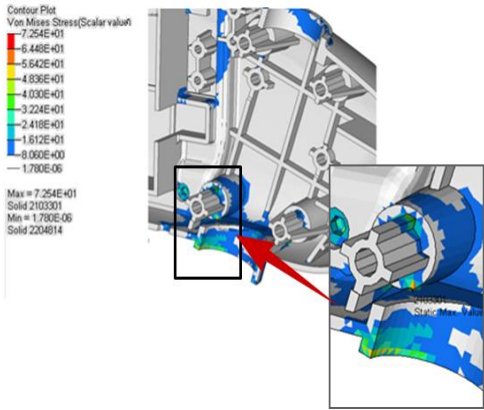 Contour Plot
Von Mises Stress(Scalar value)
7.254E+01
6.448E+01
5.642E+01
4.836E+01
4.030E+01
3.224E+01
2.418E+01
1.612E+01
8.060E+00
1.780E-06
Max = 7.254E+01
Solid 2103301
Min = 1.780E-06
Solid 2204814
2103301
Static Max. Value